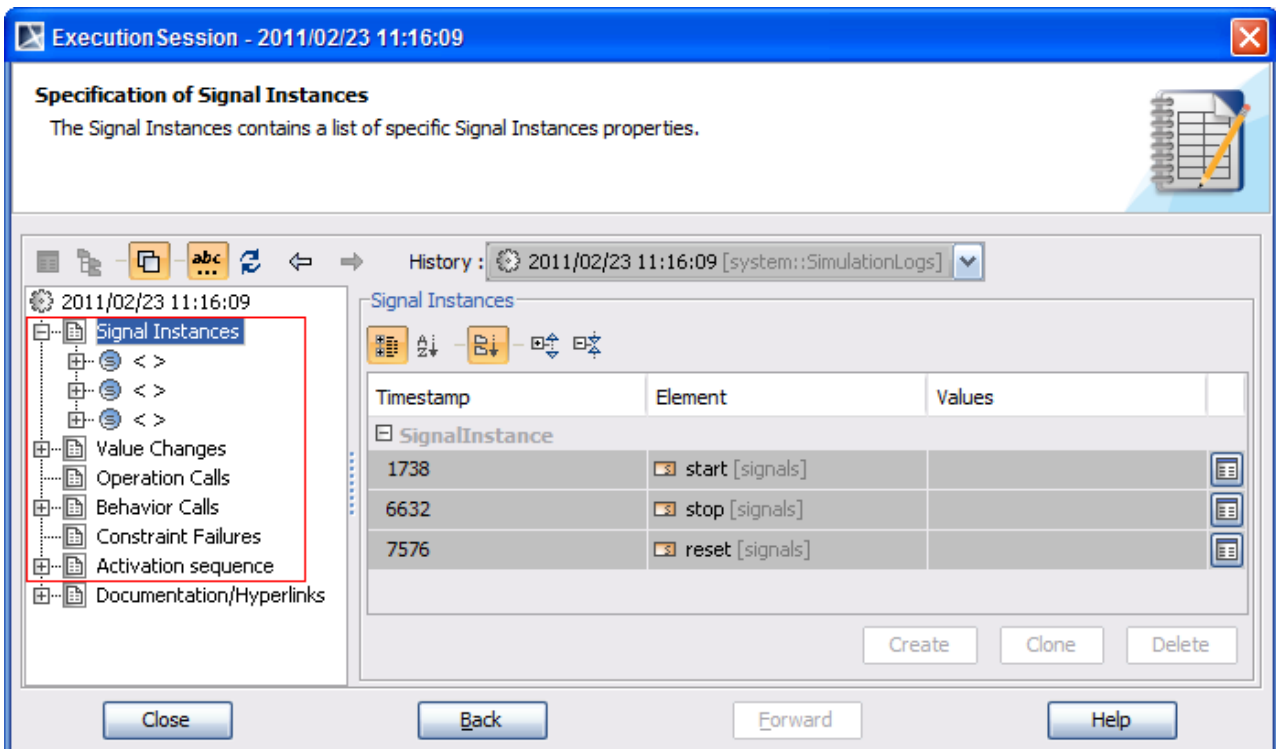 ExecutionSession - 2011/02/23 11:16:09
Specification of Signal Instances
The Signal Instances contains a list of specific Signal Instances properties.
abc
History : 2011/02/23 11:16:09 [system::SimulationLogs]
2011/02/23 11:16:09
Signal Instances
S < >
S < >
S < >
Value Changes
Operation Calls
Behavior Calls
Constraint Failures
Activation sequence
Documentation/Hyperlinks
Signal Instances
A
Z
Timestamp Element Values
SignalInstance
1738 S start [signals]
6632 S stop [signals]
7576 S reset [signals]
Create Clone Delete
Close Back Forward Help